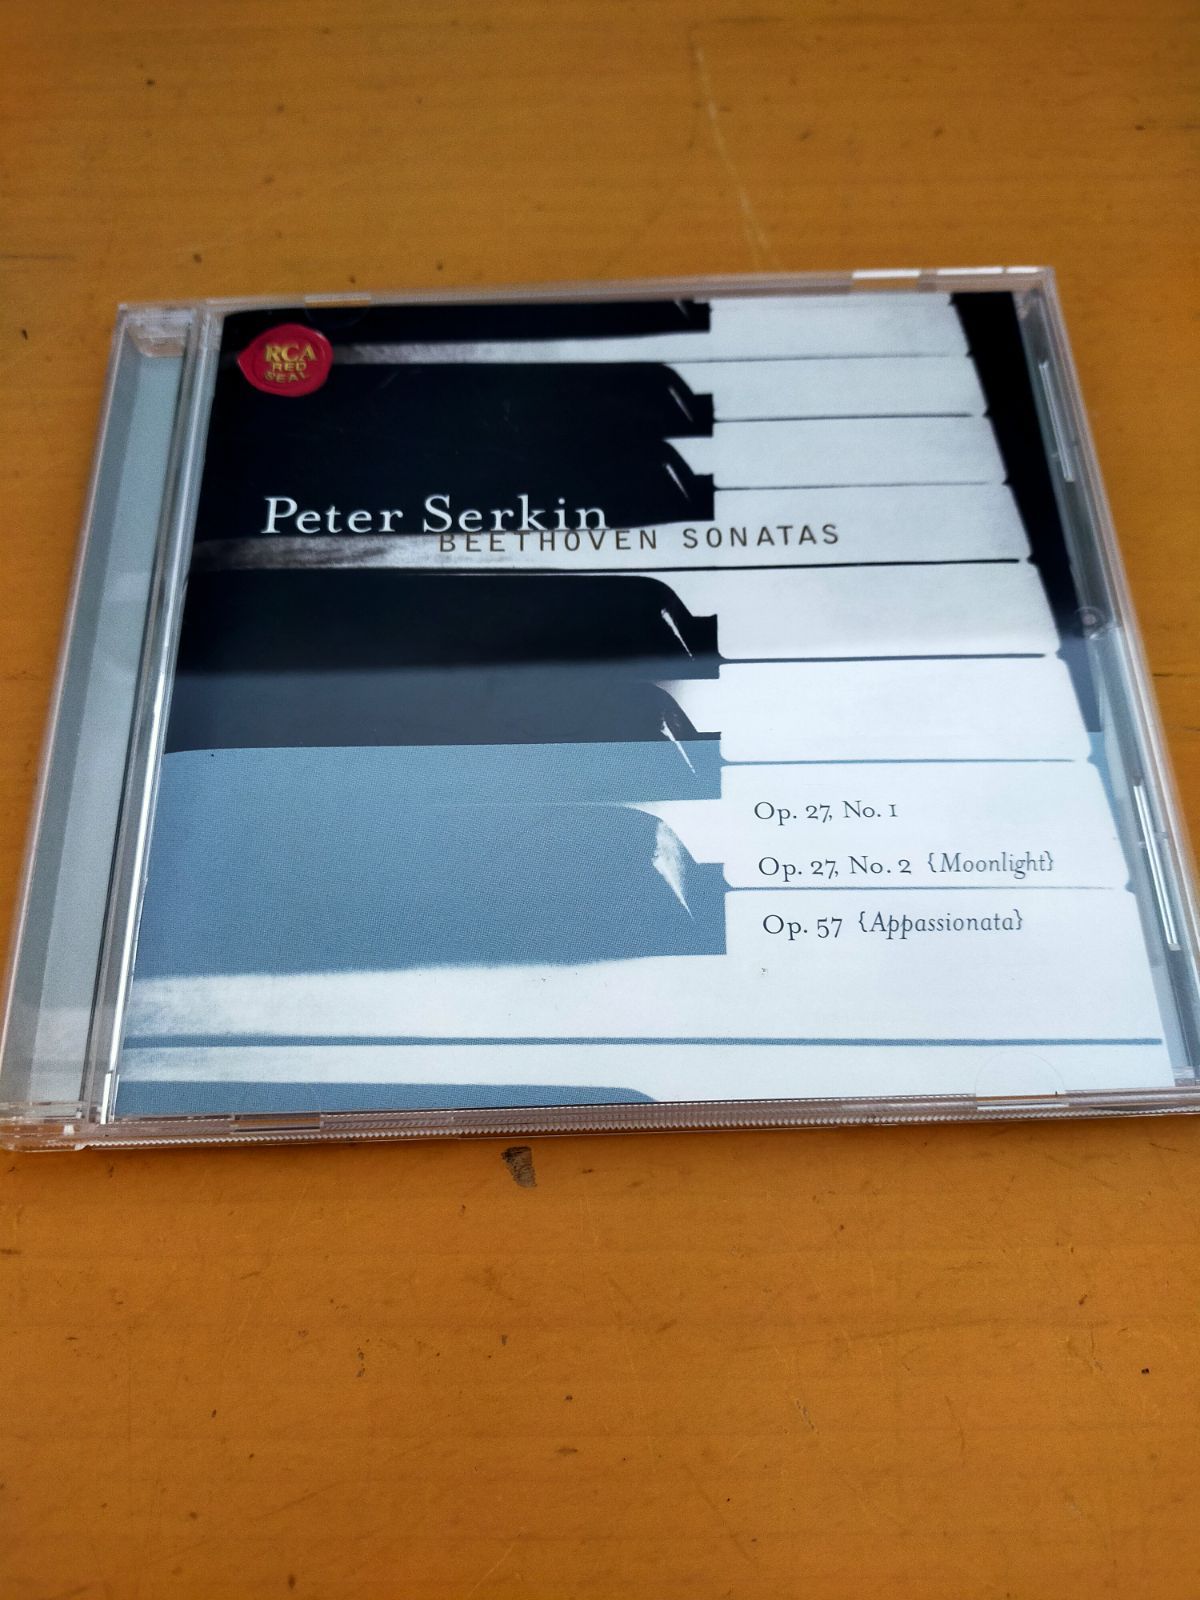 RCA
RED
SEAL
Peter Serkin
BEETHOVEN SONATAS
Op. 27, No. 1
Op. 27, No. 2 {Moonlight}
Op. 57 {Appassionata}